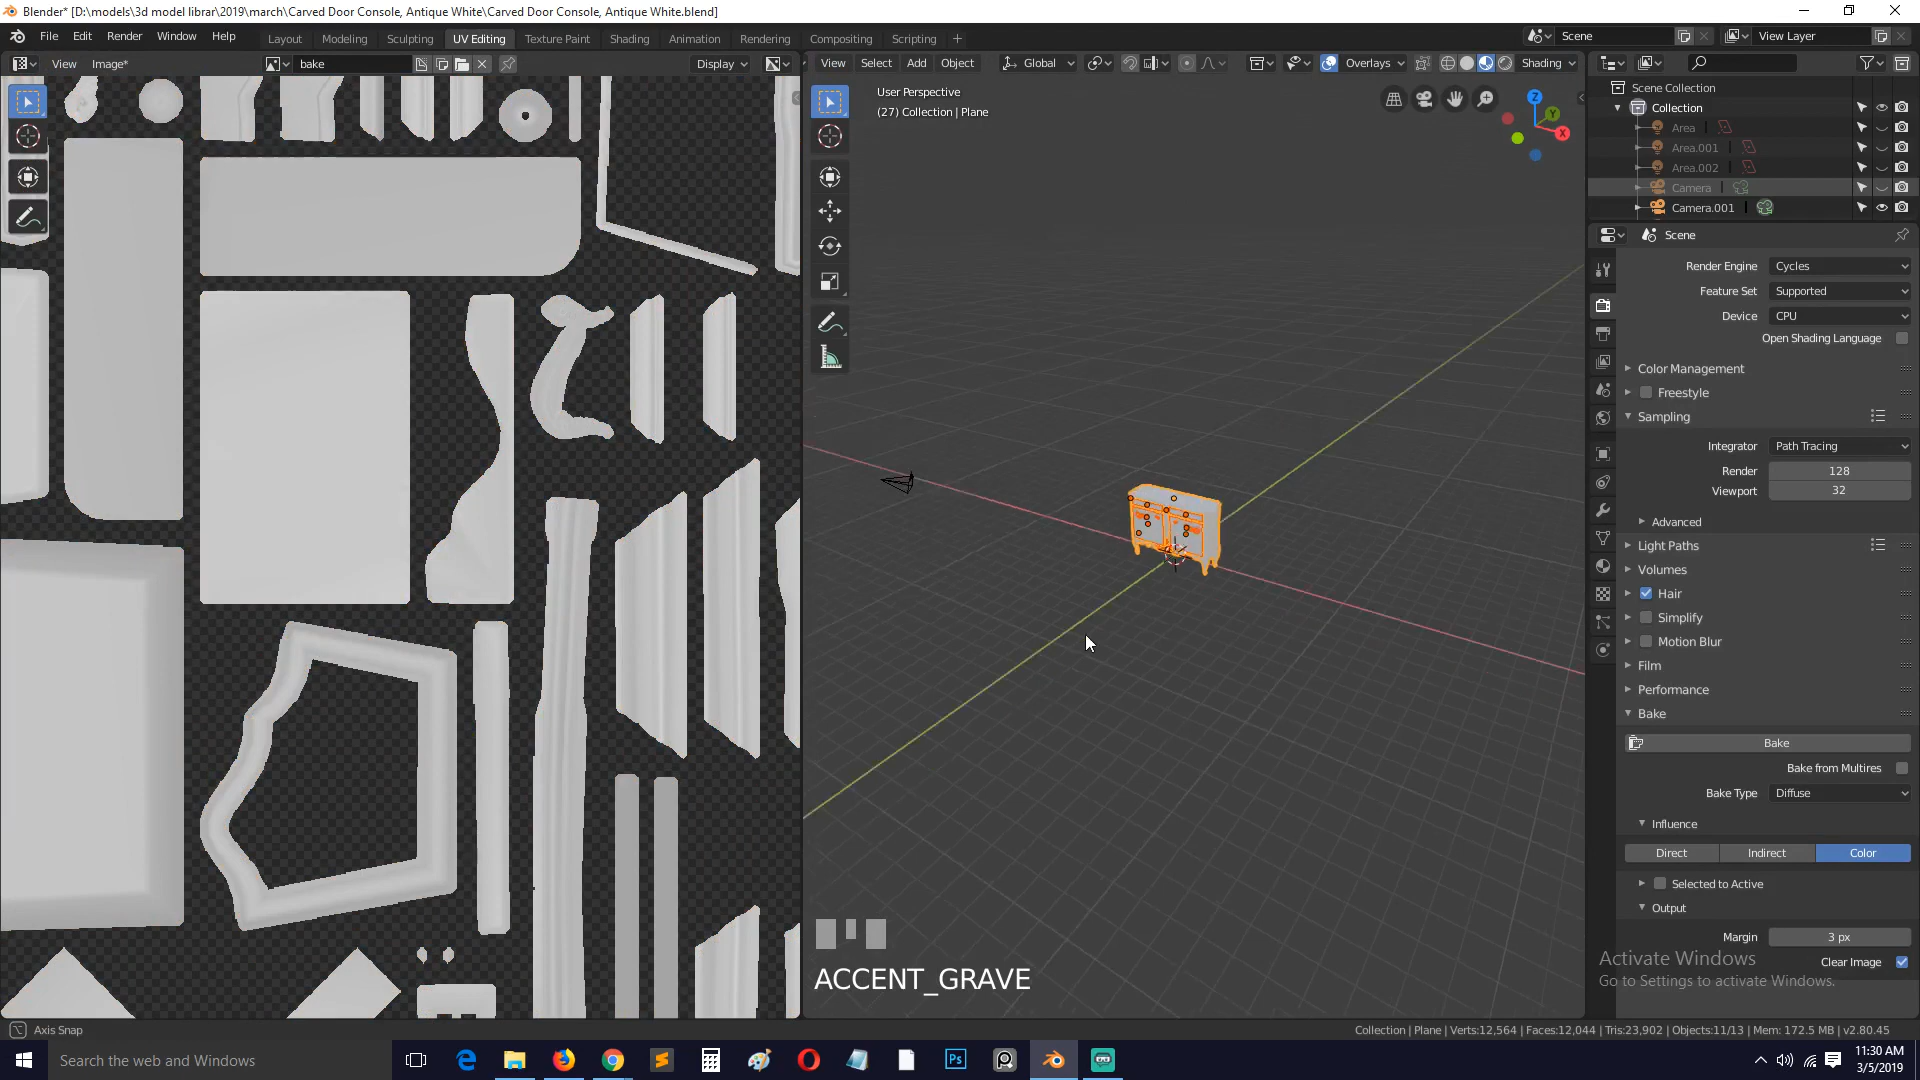 Blender* [D:\models\3d model librar\2019\march\Carved Door Console, Antique White\Carved Door Console, Antique White.blend]
File Edit Render Window Help Layout Modeling Sculpting UV Editing Texture Paint Shading Animation Rendering Compositing Scripting + Scene View Layer
View Image* bake Display View Select Add Object Global Overlays Shading
User Perspective
(27) Collection | Plane
Z
Y
X
Scene Collection
Collection
Area
Area.001
Area.002
Camera
Camera.001
Scene
Render Engine Cycles
Feature Set Supported
Device CPU
Open Shading Language
Color Management
Freestyle
Sampling
Integrator Path Tracing
Render 128
Viewport 32
Advanced
Light Paths
Volumes
Hair
Simplify
Motion Blur
Film
Performance
Bake
Bake
Bake from Multires
Bake Type Diffuse
Influence
Direct Indirect Color
Selected to Active
Output
Margin 3 px
Clear Image
Activate Windows
Go to Settings to activate Windows.
ACCENT_GRAVE
Axis Snap
Collection | Plane | Verts:12,564 | Faces:12,044 | Tris:23,902 | Objects:11/13 | Mem: 172.5 MB | v2.80.45
Search the web and Windows
Ps
11:30 AM
3/5/2019